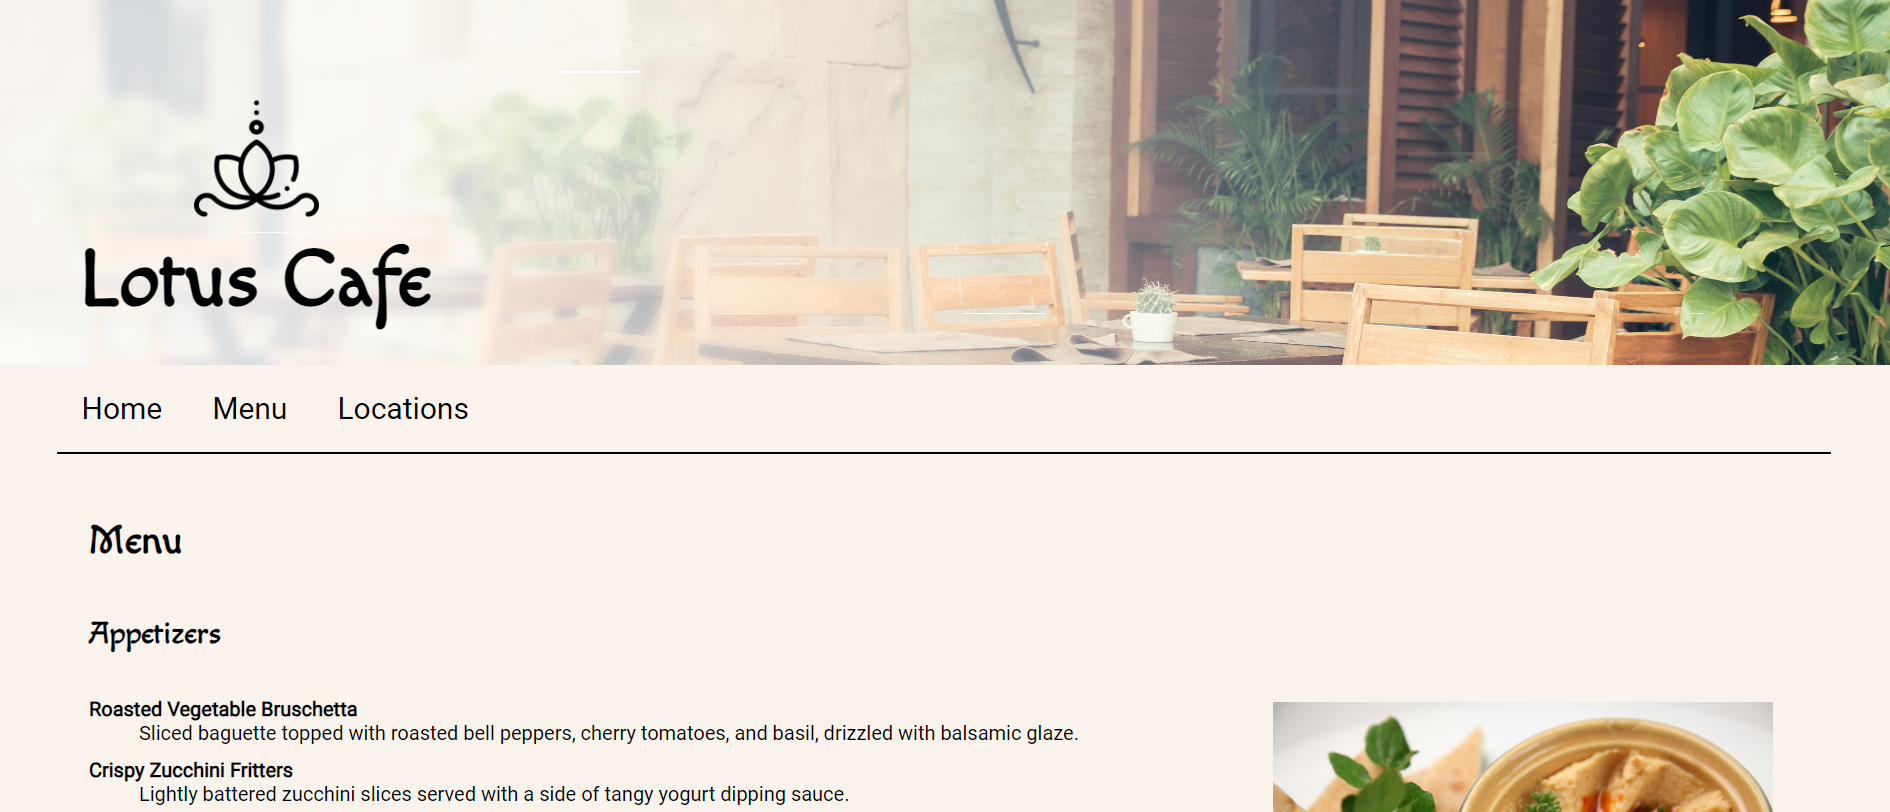 Lotus Cafe
Home Menu Locations
Menu
Appetizers
Roasted Vegetable Bruschetta
Sliced baguette topped with roasted bell peppers, cherry tomatoes, and basil, drizzled with balsamic glaze.
Crispy Zucchini Fritters
Lightly battered zucchini slices served with a side of tangy yogurt dipping sauce.